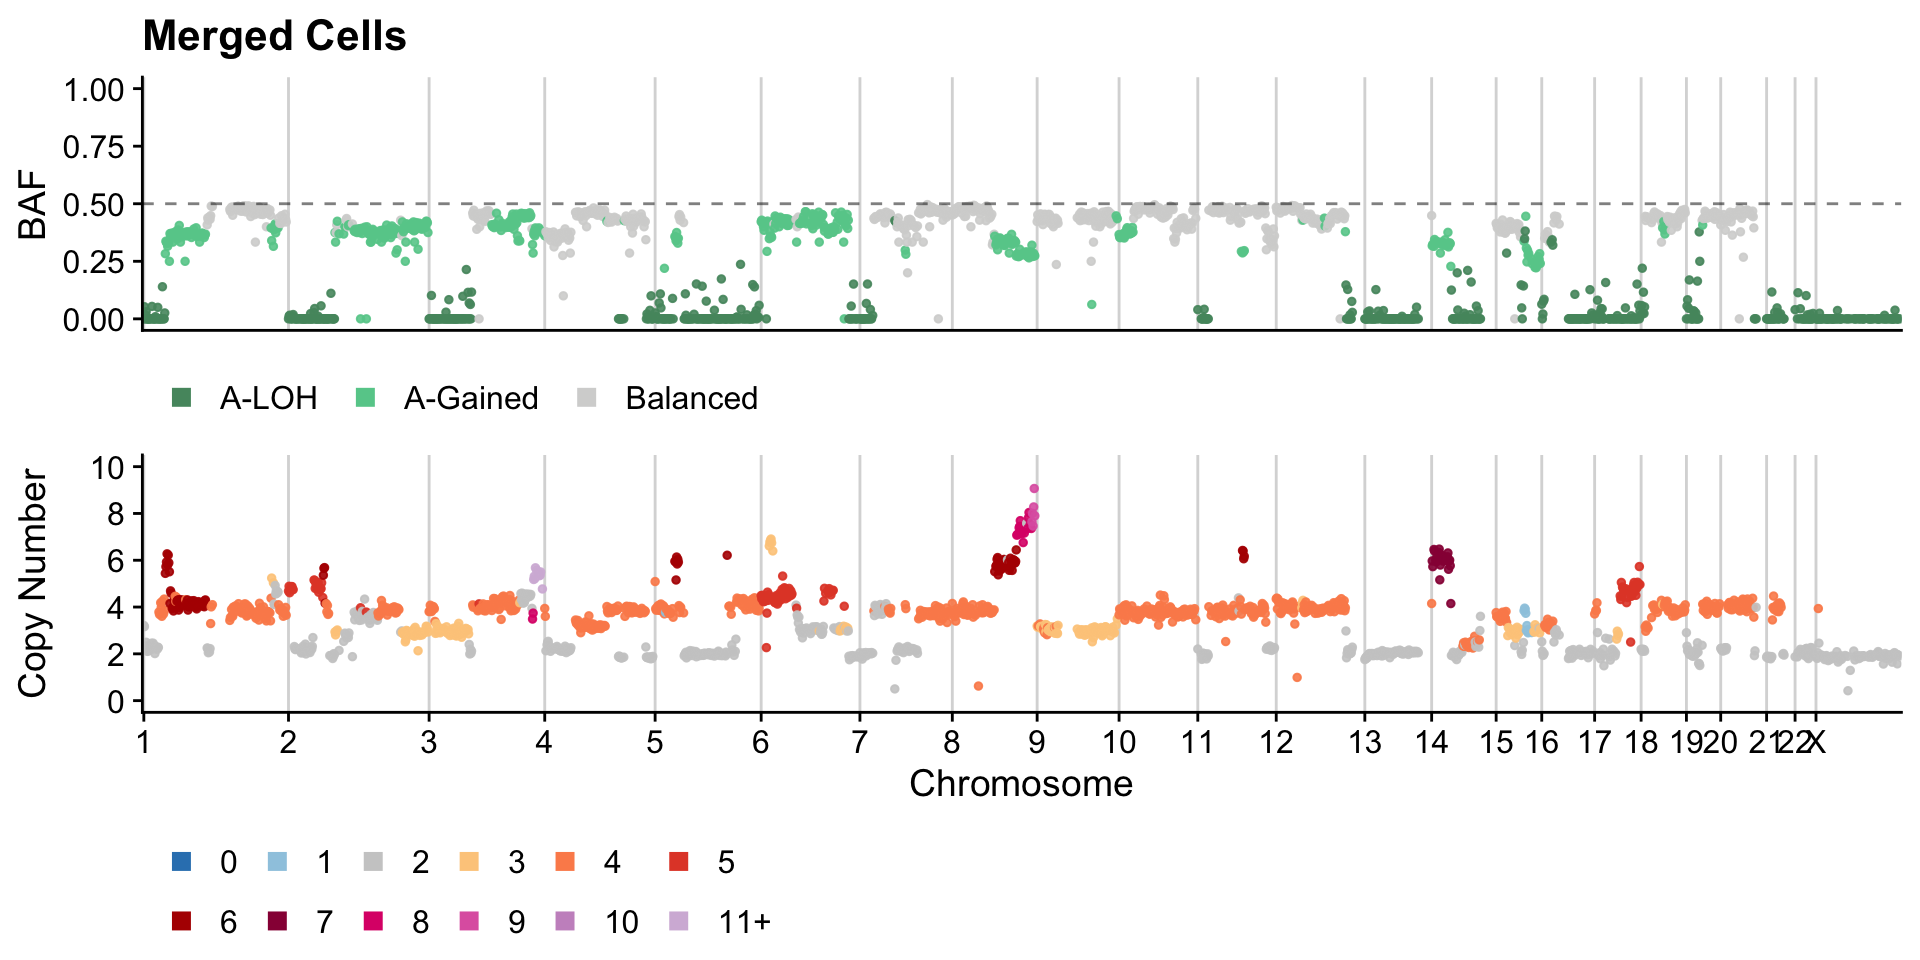 Merged Cells
1.00
0.75
0.50
0.25
0.00
BAF
A-LOH A-Gained Balanced
10
8
6
4
2
0
Copy Number
1 2 3 4 5 6 7 8 9 10 11 12 13 14 15 16 17 18 19 20 21 22 X
Chromosome
0 1 2 3 4 5
6 7 8 9 10 11+